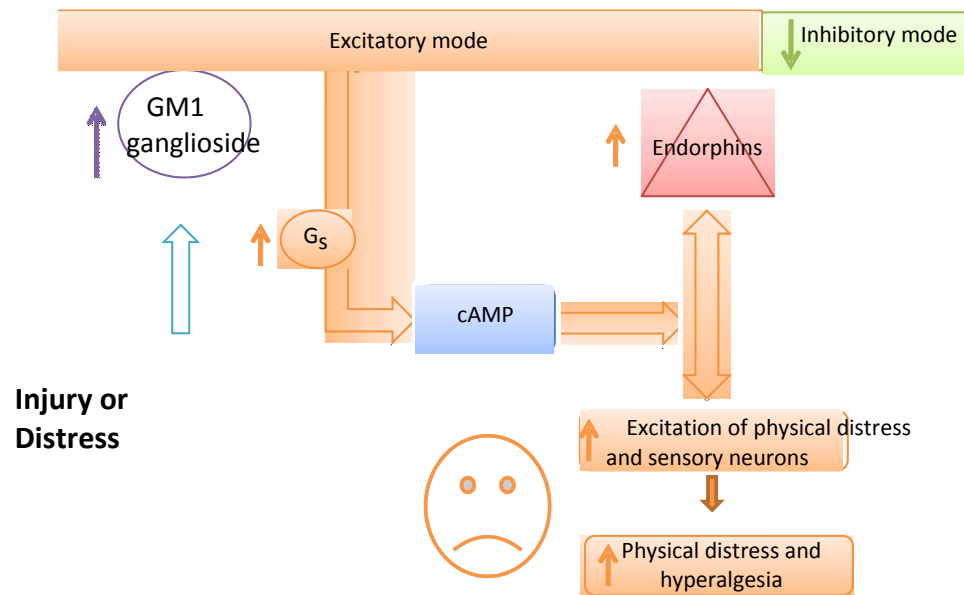 Excitatory mode
Inhibitory mode
GM1
ganglioside
Endorphins
Gs
cAMP
Injury or
Distress
Excitation of physical distress
and sensory neurons
Physical distress and
hyperalgesia